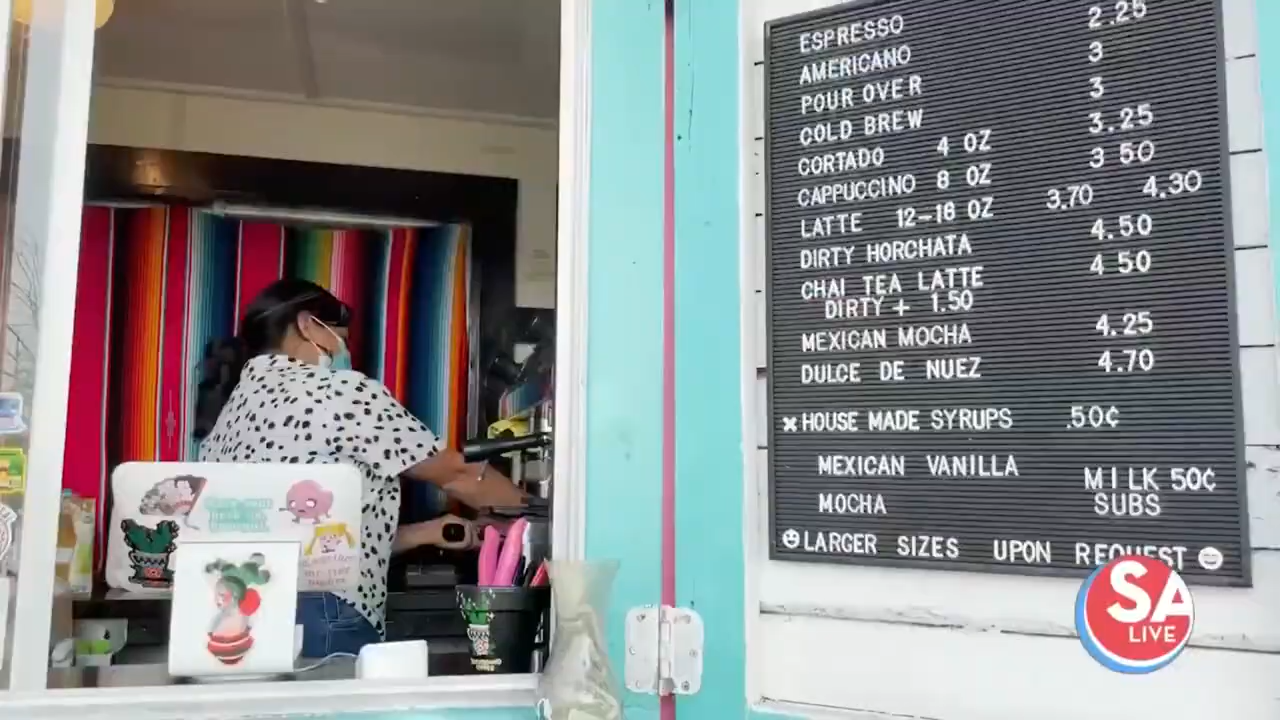 ESPRESSO 2.25
AMERICANO 3
POUR OVER 3
COLD BREW 3.25
CORTADO 4 OZ 3 50
CAPPUCCINO 8 OZ 3.70 4.30
LATTE 12-16 OZ
DIRTY HORCHATA 4.50
CHAI TEA LATTE 4 50
DIRTY + 1.50
MEXICAN MOCHA 4.25
DULCE DE NUEZ 4.70
HOUSE MADE SYRUPS .50¢
MEXICAN VANILLA
MOCHA
MILK 50¢
SUBS
LARGER SIZES UPON REQUEST
SA
LIVE